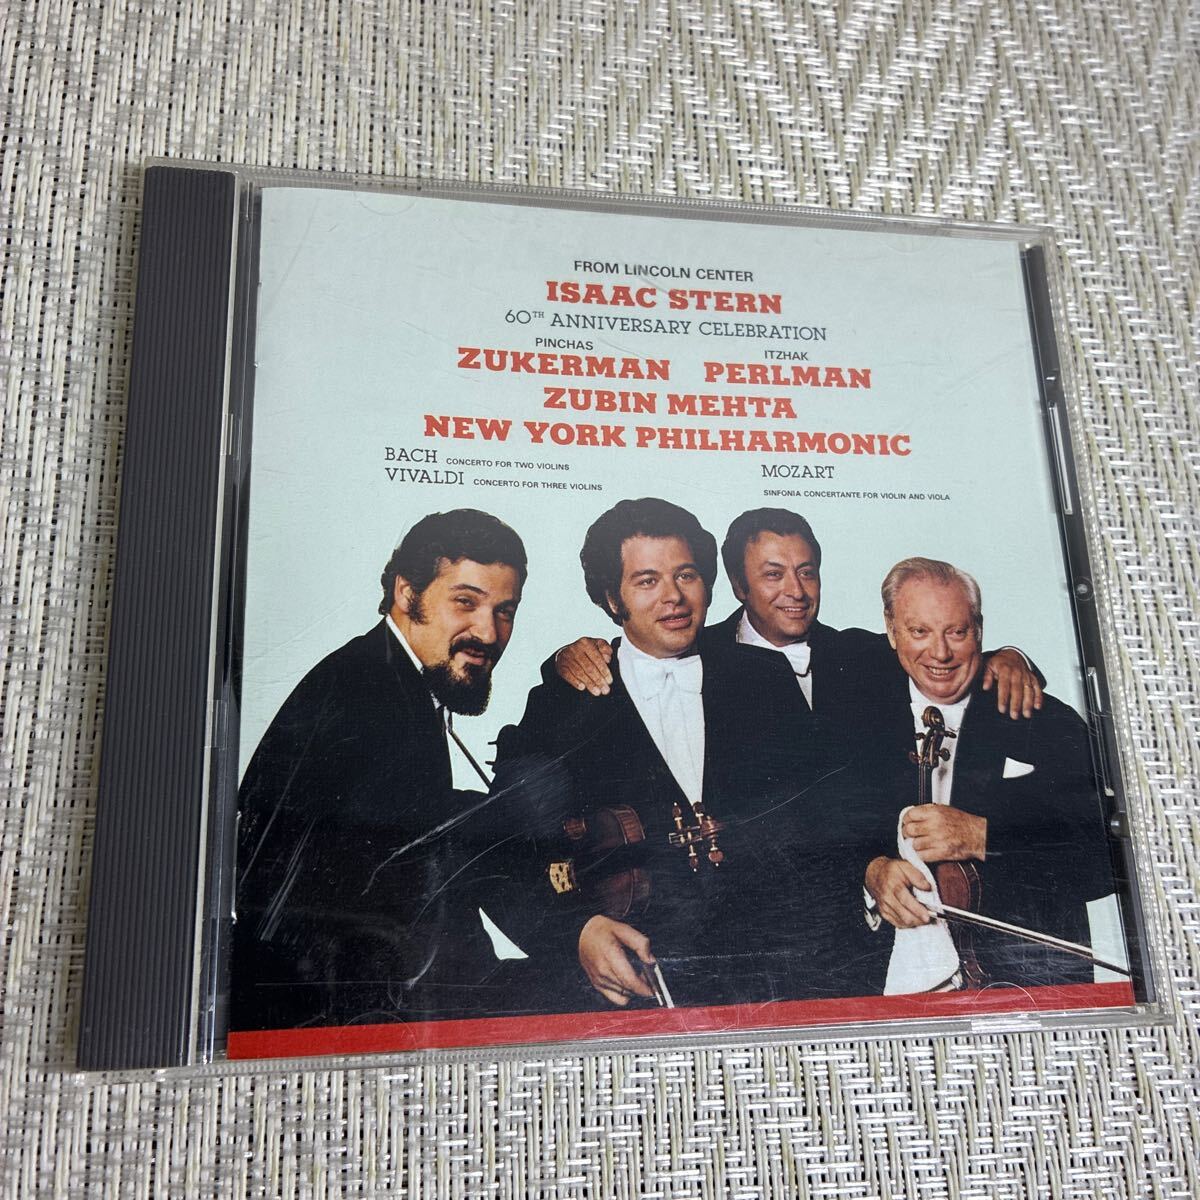 FROM LINCOLN CENTER
ISAAC STERN
60TH ANNIVERSARY CELEBRATION
PINCHAS ITZHAK
ZUKERMAN PERLMAN
ZUBIN MEHTA
NEW YORK PHILHARMONIC
BACH CONCERTO FOR TWO VIOLINS
VIVALDI CONCERTO FOR THREE VIOLINS
MOZART
SINFONIA CONCERTANTE FOR VIOLIN AND VIOLA